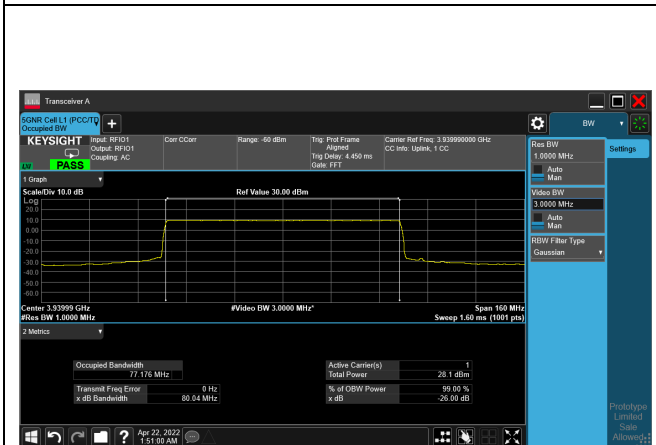 Transceiver A
5GNR Cell L1 (PCC/TD
Occupied BW
BW
KEYSIGHT
Input: RFIO1
Output: RFIO1
Coupling: AC
Corr CCorr
Range: -60 dBm
Trig: Prof Frame
Aligned
Trig Delay: 4.450 ms
Gate: FFT
Carrier Ref Freq: 3.939990000 GHz
CC Info: Uplink, 1 CC
PASS
Res BW
1.0000 MHz
Auto
Man
Settings
Video BW
3.0000 MHz
Auto
Man
RBW Filter Type
Gaussian
1 Graph
Scale/Div 10.0 dB
Ref Value 30.00 dBm
Log
20.0
10.0
0.00
-10.0
-20.0
-30.0
-40.0
-50.0
-60.0
Center 3.93999 GHz
#Video BW 3.0000 MHz*
Span 160 MHz
#Res BW 1.0000 MHz
Sweep 1.60 ms (1001 pts)
2 Metrics
Occupied Bandwidth
77.176 MHz
Active Carrier(s) 1
Total Power 28.1 dBm
Transmit Freq Error 0 Hz
x dB Bandwidth 80.04 MHz
% of OBW Power 99.00 %
x dB -26.00 dB
Prototype
Limited
Sale
Allowed
Apr 22, 2022
1:51:00 AM